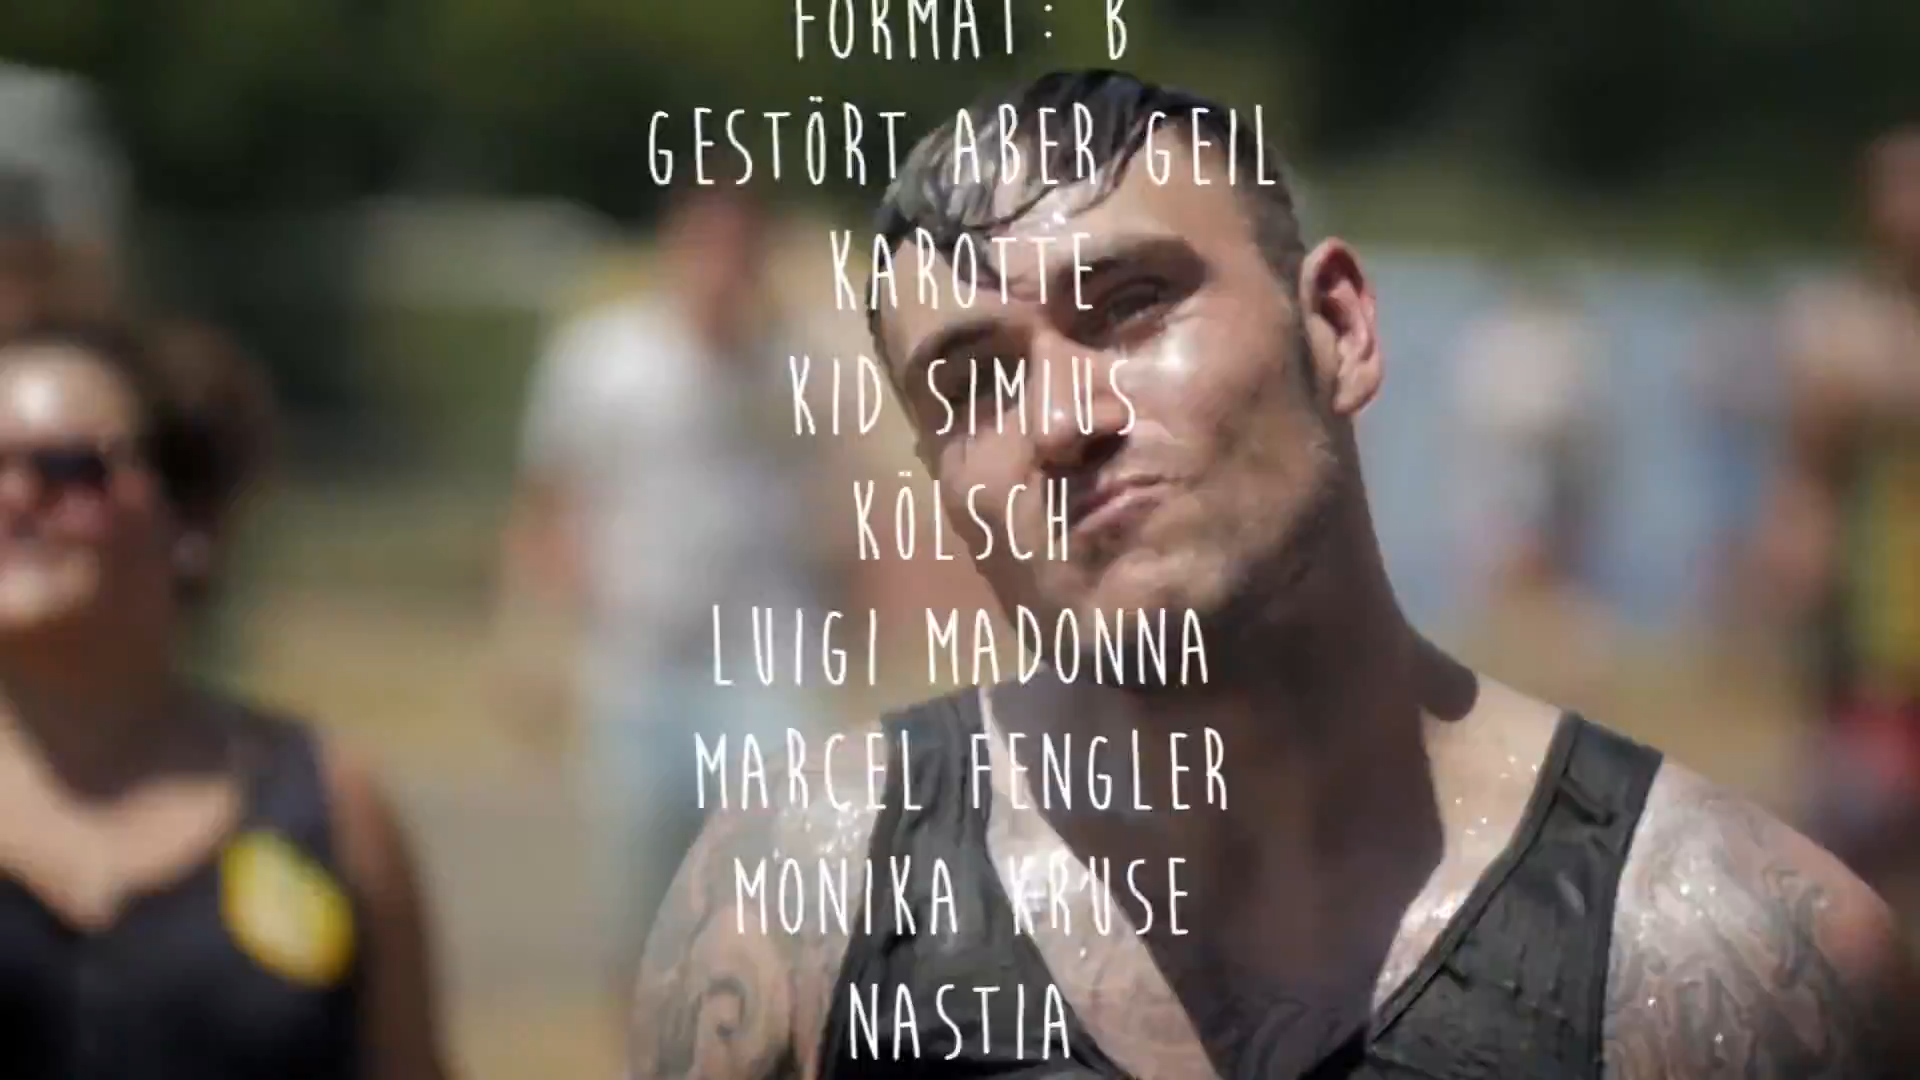 FORMAT: B
GESTÖRT ABER GEIL
KAROTTE
KID SIMIUS
KÖLSCH
LUIGI MADONNA
MARCEL FENGLER
MONIKA KRUSE
NASTIA